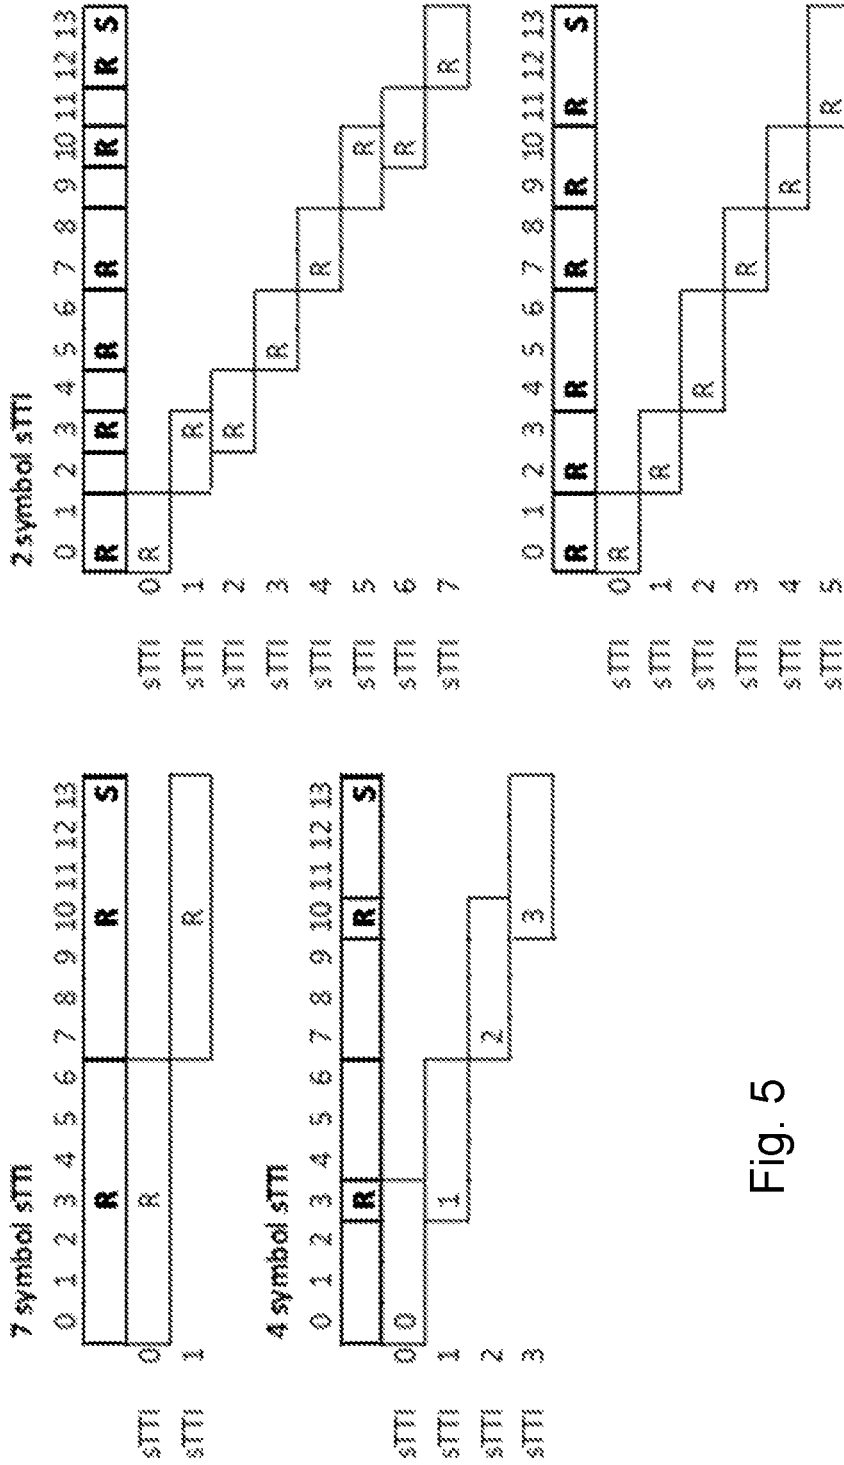 7 symbol sTTI
0 1 2 3 4 5 6 7 8 9 10 11 12 13
R R S
sTTI 0 R
sTTI 1 R
4 symbol sTTI
0 1 2 3 4 5 6 7 8 9 10 11 12 13
R R S
sTTI 0 0
sTTI 1 1
sTTI 2 2
sTTI 3 3
2 symbol sTTI
0 1 2 3 4 5 6 7 8 9 10 11 12 13
R R R R R R S
sTTI 0 R
sTTI 1 R
sTTI 2 R
sTTI 3 R
sTTI 4 R
sTTI 5 R
sTTI 6 R
sTTI 7 R
0 1 2 3 4 5 6 7 8 9 10 11 12 13
R R R R R R S
sTTI 0 R
sTTI 1 R
sTTI 2 R
sTTI 3 R
sTTI 4 R
sTTI 5 R
Fig. 5